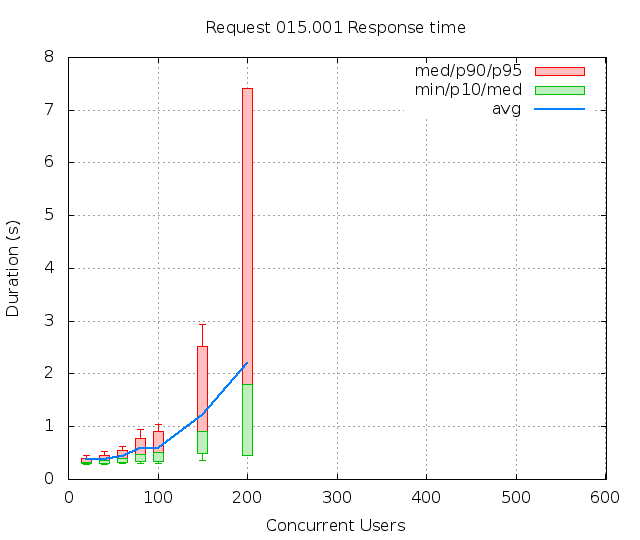 Request 015.001 Response time
8
7
6
5
4
3
2
1
0
Duration (s)
med/p90/p95
min/p10/med
avg
0 100 200 300 400 500 600
Concurrent Users